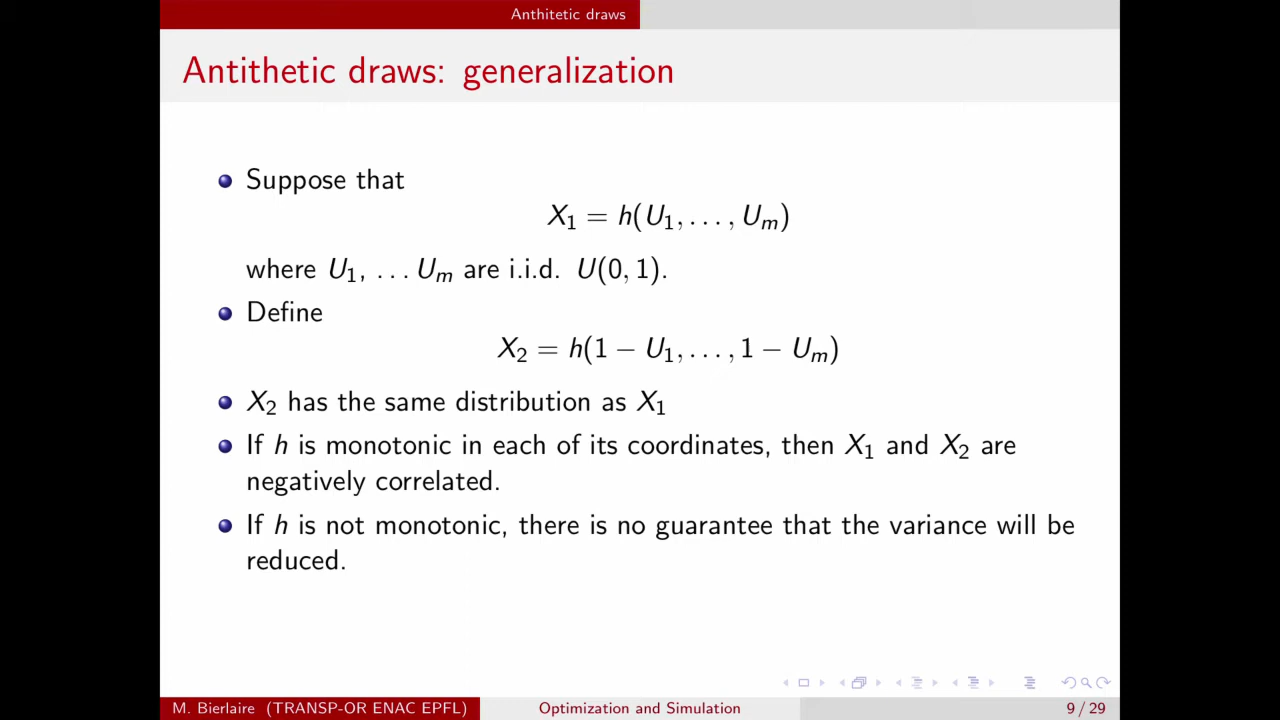 Anthitetic draws
Antithetic draws: generalization
Suppose that
X₁ = h(U₁, . . . , Uₘ)
where U₁, . . . Uₘ are i.i.d. U(0, 1).
Define
X₂ = h(1 − U₁, . . . , 1 − Uₘ)
X₂ has the same distribution as X₁
If h is monotonic in each of its coordinates, then X₁ and X₂ are
negatively correlated.
If h is not monotonic, there is no guarantee that the variance will be
reduced.
M. Bierlaire (TRANSP-OR ENAC EPFL) Optimization and Simulation 9 / 29